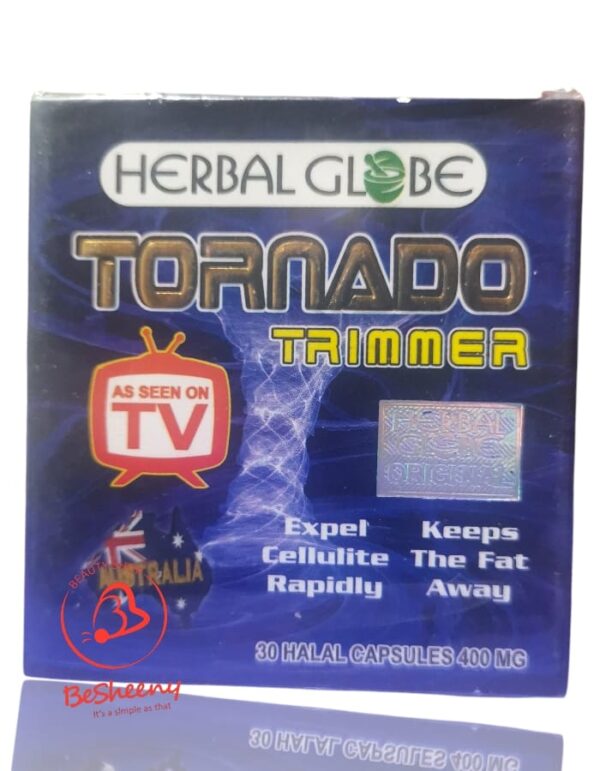 HERBAL GLOBE
TORNADO
TRIMMER
AS SEEN ON
TV
HERBAL
GLOBE
ORIGINAL
Expel
Cellulite
Rapidly
Keeps
The Fat
Away
AUSTRALIA
BEAUTY
BeSheeny
It's a simple as that
30 HALAL CAPSULES 400 MG
30 HALAL CAPSULES 400 MG